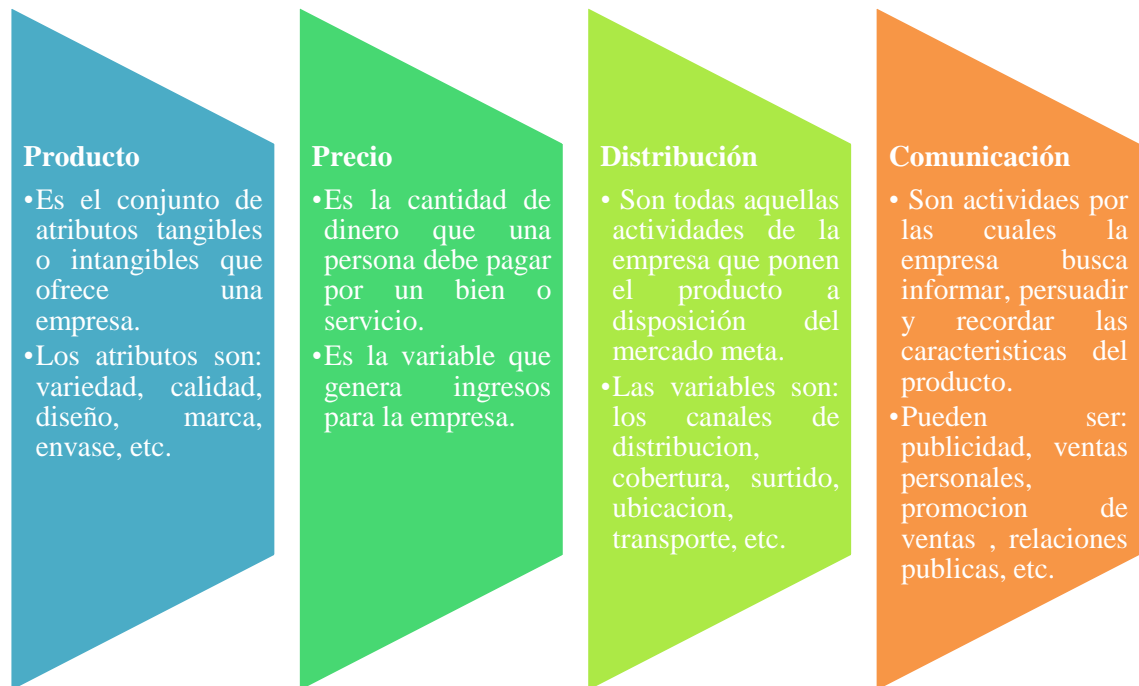 Producto
•Es el conjunto de
atributos tangibles
o intangibles que
ofrece una
empresa.
•Los atributos son:
variedad, calidad,
diseño, marca,
envase, etc.
Precio
•Es la cantidad de
dinero que una
persona debe pagar
por un bien o
servicio.
•Es la variable que
genera ingresos
para la empresa.
Distribución
• Son todas aquellas
actividades de la
empresa que ponen
el producto a
disposición del
mercado meta.
•Las variables son:
los canales de
distribucion,
cobertura, surtido,
ubicacion,
transporte, etc.
Comunicación
• Son actividaes por
las cuales la
empresa busca
informar, persuadir
y recordar las
caracteristicas del
producto.
•Pueden ser:
publicidad, ventas
personales,
promocion de
ventas , relaciones
publicas, etc.